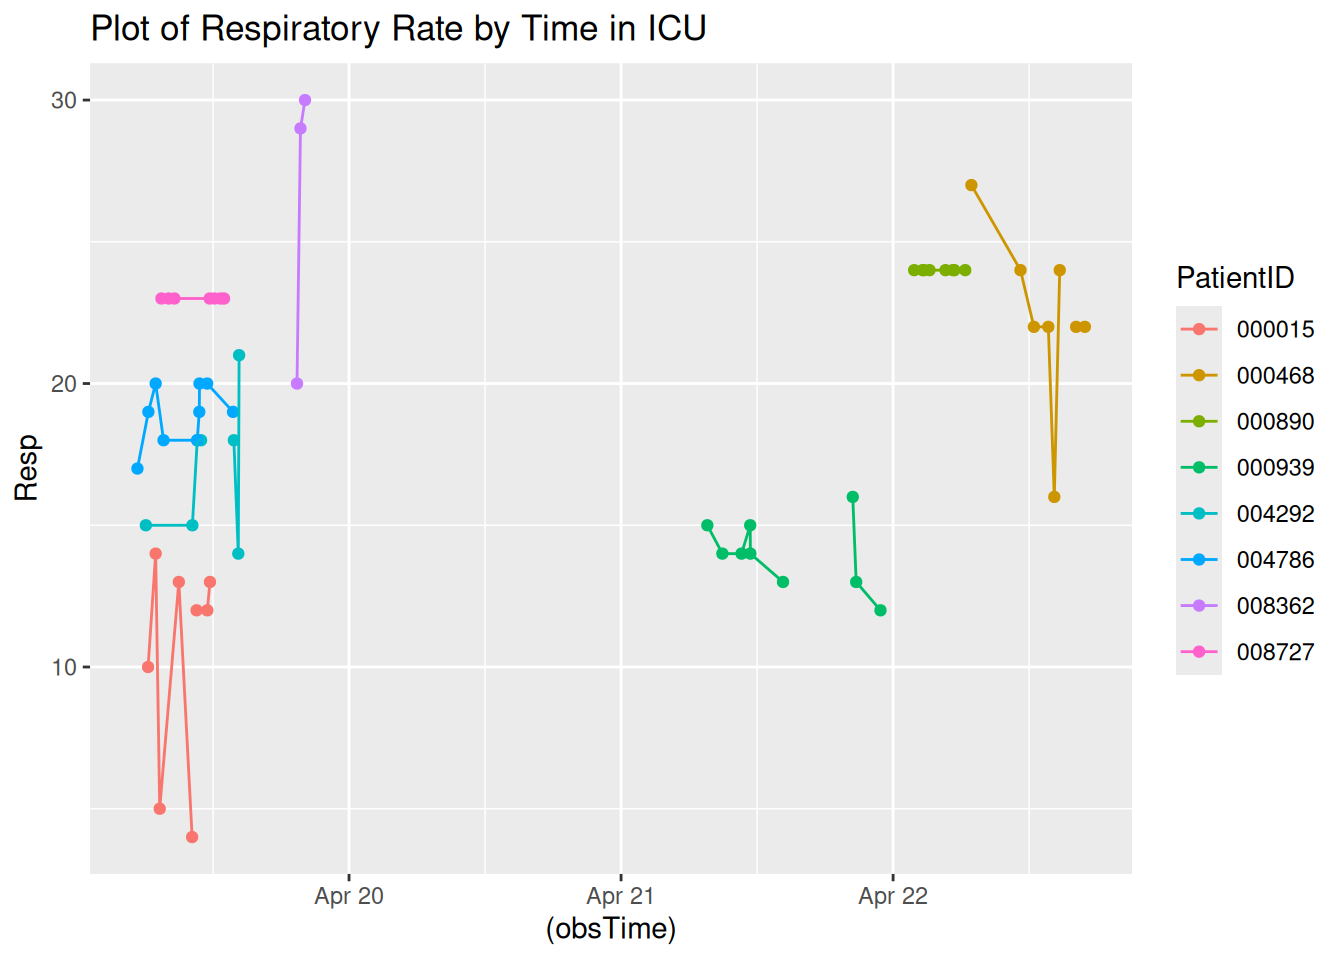 Plot of Respiratory Rate by Time in ICU
30
20
10
Resp
Apr 20
Apr 21
Apr 22
(obsTime)
PatientID
000015
000468
000890
000939
004292
004786
008362
008727